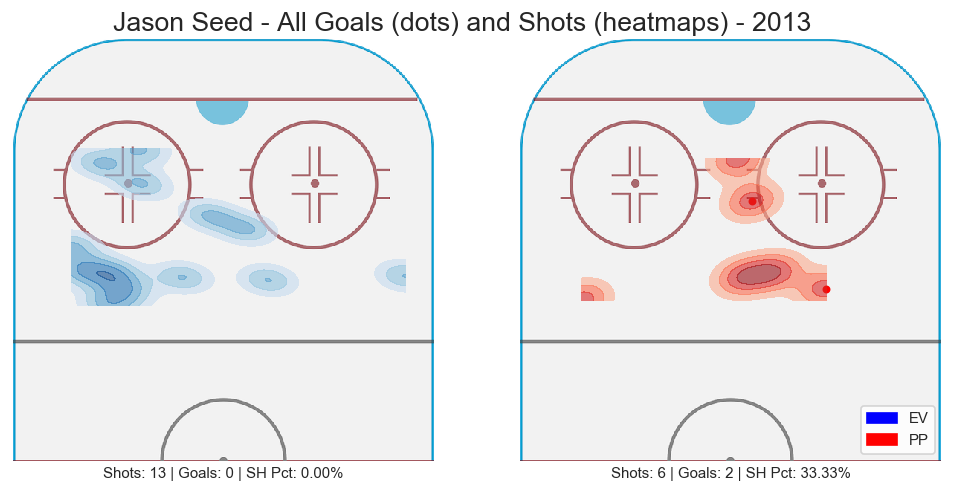 Jason Seed - All Goals (dots) and Shots (heatmaps) - 2013
EV
PP
Shots: 13 | Goals: 0 | SH Pct: 0.00%
Shots: 6 | Goals: 2 | SH Pct: 33.33%